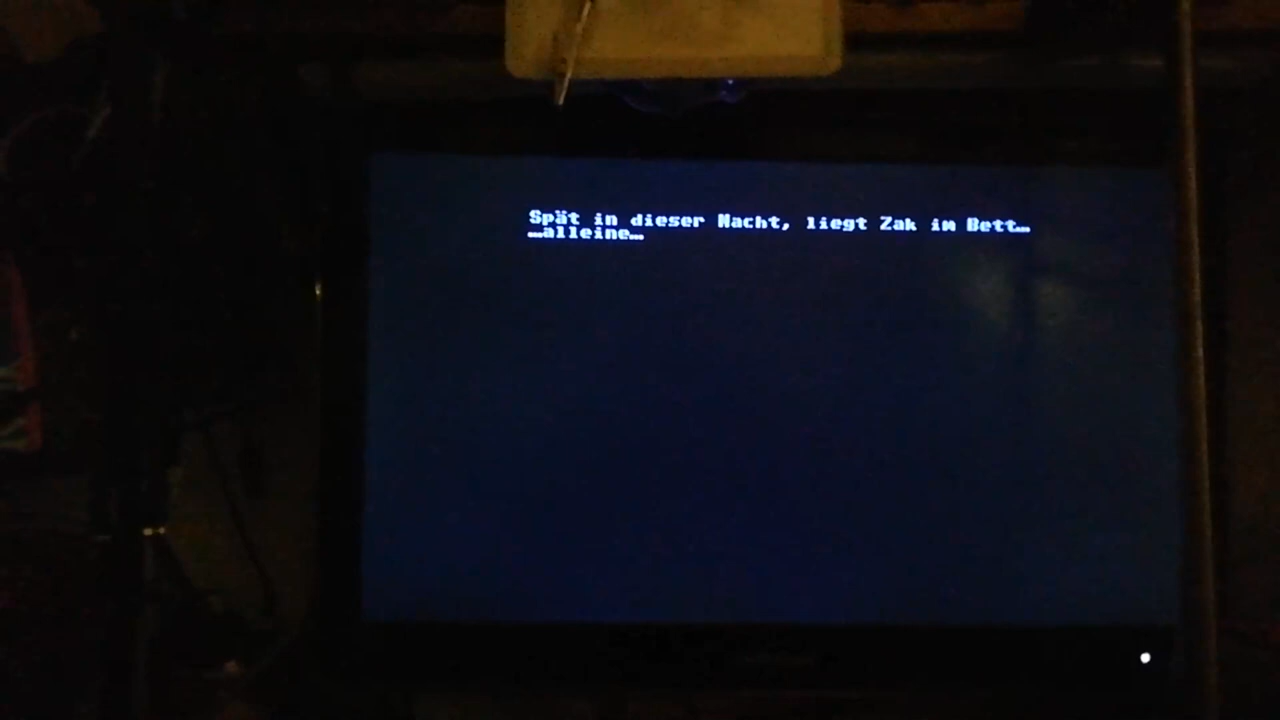 Spät in dieser Nacht, liegt Zak im Bett…
…alleine…